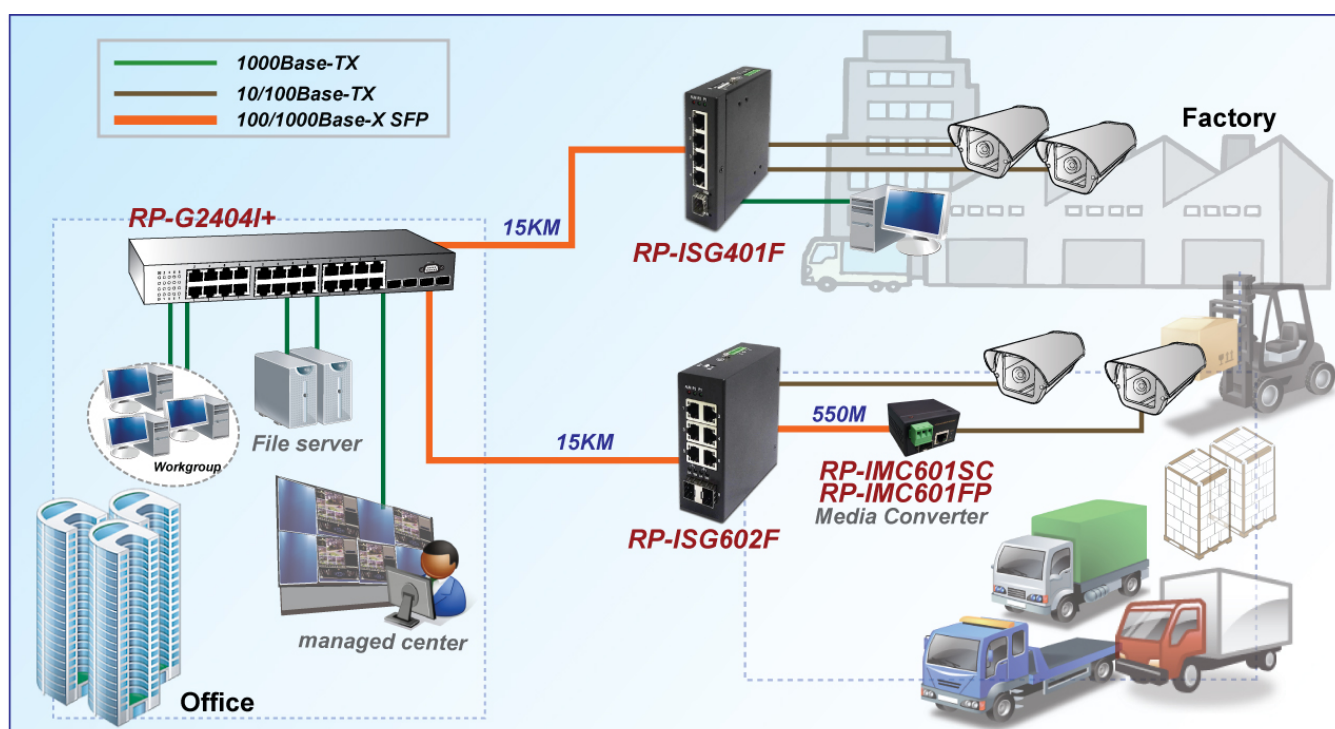 1000Base-TX
10/100Base-TX
100/1000Base-X SFP
Factory
RP-G2404I+
15KM
RP-ISG401F
File server
Workgroup
15KM
550M
RP-IMC601SC
RP-IMC601FP
Media Converter
RP-ISG602F
managed center
Office